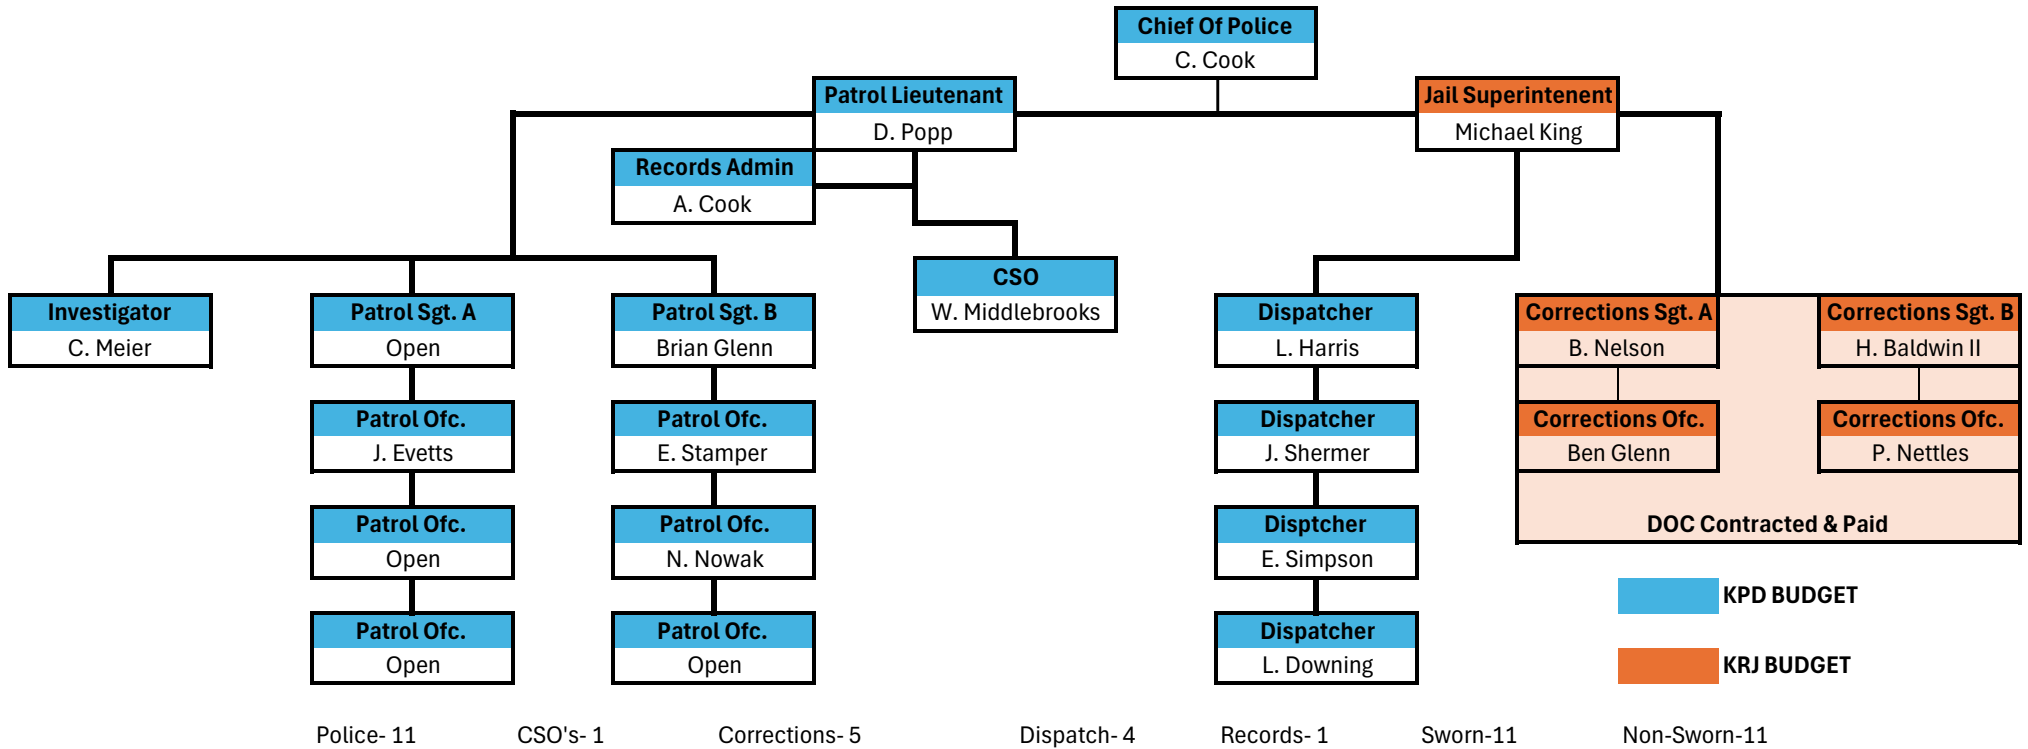 Chief Of Police
C. Cook
Patrol Lieutenant
D. Popp
Jail Superintenent
Michael King
Records Admin
A. Cook
CSO
W. Middlebrooks
Investigator
C. Meier
Patrol Sgt. A
Open
Patrol Sgt. B
Brian Glenn
Dispatcher
L. Harris
Corrections Sgt. A
B. Nelson
Corrections Sgt. B
H. Baldwin II
Patrol Ofc.
J. Evetts
Patrol Ofc.
E. Stamper
Dispatcher
J. Shermer
Corrections Ofc.
Ben Glenn
Corrections Ofc.
P. Nettles
Patrol Ofc.
Open
Patrol Ofc.
N. Nowak
Disptcher
E. Simpson
DOC Contracted & Paid
KPD BUDGET
Patrol Ofc.
Open
Patrol Ofc.
Open
Dispatcher
L. Downing
KRJ BUDGET
Police- 11 CSO's- 1 Corrections- 5 Dispatch- 4 Records- 1 Sworn-11 Non-Sworn-11